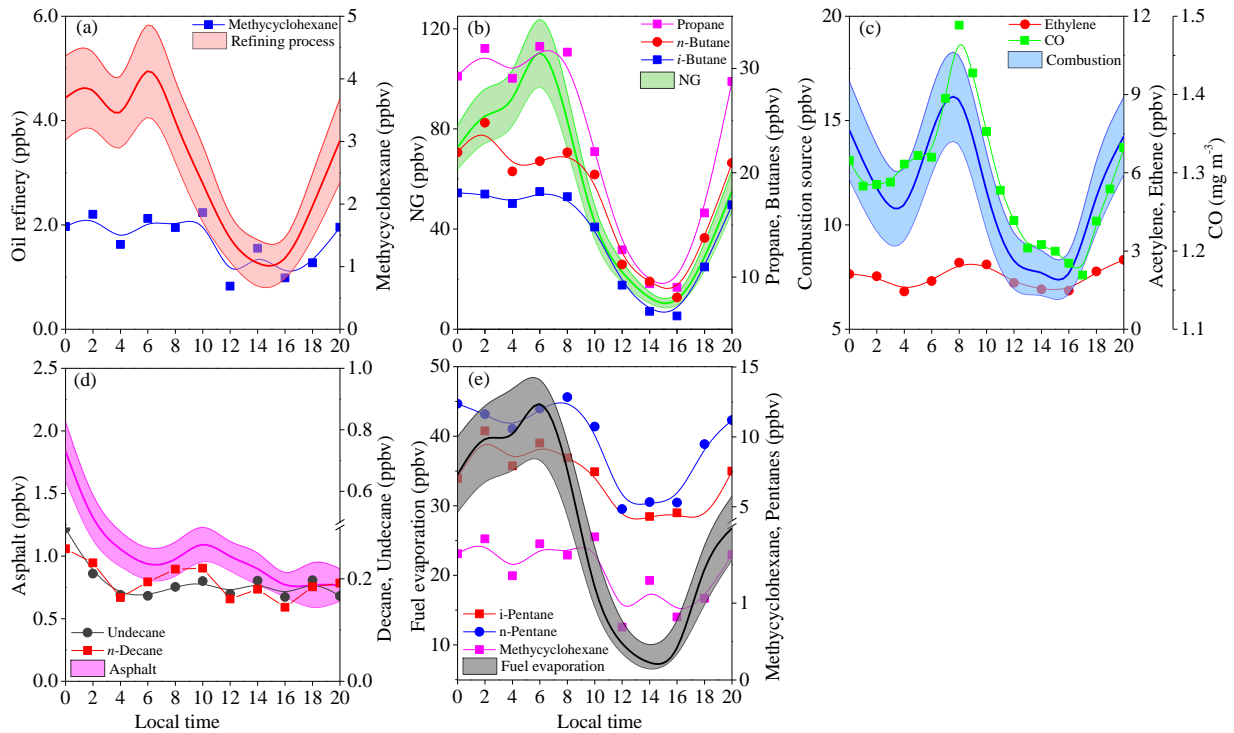 (a)
Methycyclohexane
Refining process
Oil refinery (ppbv)
6.0
4.0
2.0
0.0
5
4
3
2
1
0
Methycyclohexane (ppbv)
0 2 4 6 8 10 12 14 16 18 20
(b)
Propane
n-Butane
i-Butane
NG
NG (ppbv)
120
80
40
0
30
20
10
Propane, Butanes (ppbv)
0 2 4 6 8 10 12 14 16 18 20
(c)
Ethylene
CO
Combustion
Combustion source (ppbv)
20
15
10
5
12
9
6
3
0
Acetylene, Ethene (ppbv)
1.5
1.4
1.3
1.2
1.1
CO (mg m-3)
0 2 4 6 8 10 12 14 16 18 20
(d)
Undecane
n-Decane
Asphalt
Asphalt (ppbv)
2.5
2.0
1.5
1.0
0.5
0.0
1.0
0.8
0.6
0.2
0.0
Decane, Undecane (ppbv)
0 2 4 6 8 10 12 14 16 18 20
Local time
(e)
i-Pentane
n-Pentane
Methycyclohexane
Fuel evaporation
Fuel evaporation (ppbv)
50
40
30
20
10
15
10
5
1
0
Methycyclohexane, Pentanes (ppbv)
0 2 4 6 8 10 12 14 16 18 20
Local time